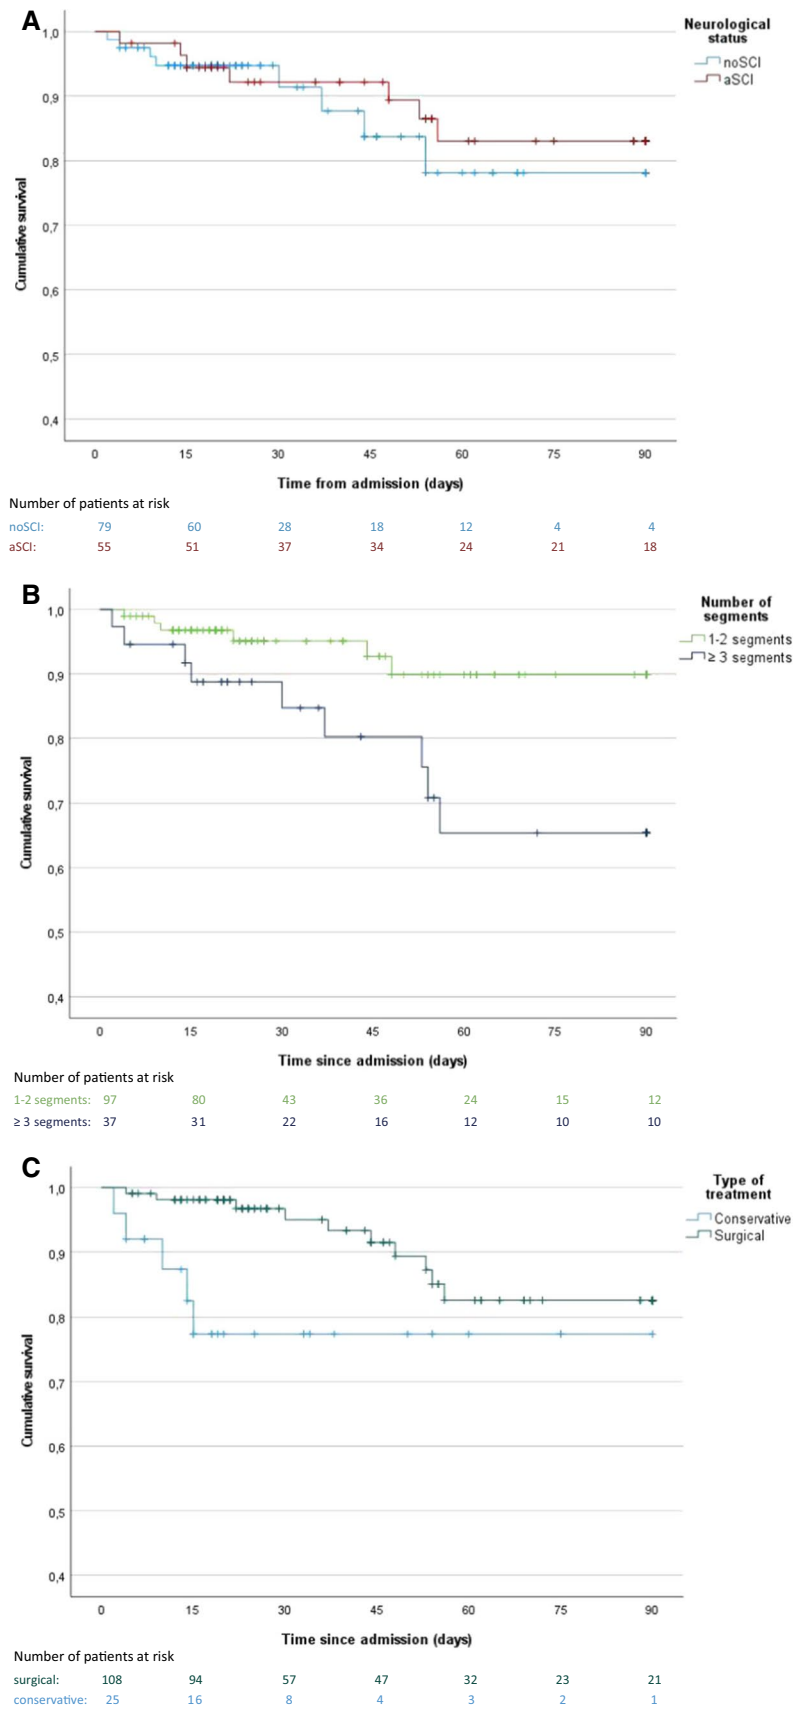 A
Neurological
status
noSCI
aSCI
1,0
0,9
0,8
0,7
0,6
0,5
0,4
Cumulative survival
0 15 30 45 60 75 90
Time from admission (days)
Number of patients at risk
noSCI: 79 60 28 18 12 4 4
aSCI: 55 51 37 34 24 21 18
B
Number of
segments
1-2 segments
≥ 3 segments
1,0
0,9
0,8
0,7
0,6
0,5
0,4
Cumulative survival
0 15 30 45 60 75 90
Time since admission (days)
Number of patients at risk
1-2 segments: 97 80 43 36 24 15 12
≥ 3 segments: 37 31 22 16 12 10 10
C
Type of
treatment
Conservative
Surgical
1,0
0,9
0,8
0,7
0,6
0,5
0,4
Cumulative survival
0 15 30 45 60 75 90
Time since admission (days)
Number of patients at risk
surgical: 108 94 57 47 32 23 21
conservative: 25 16 8 4 3 2 1